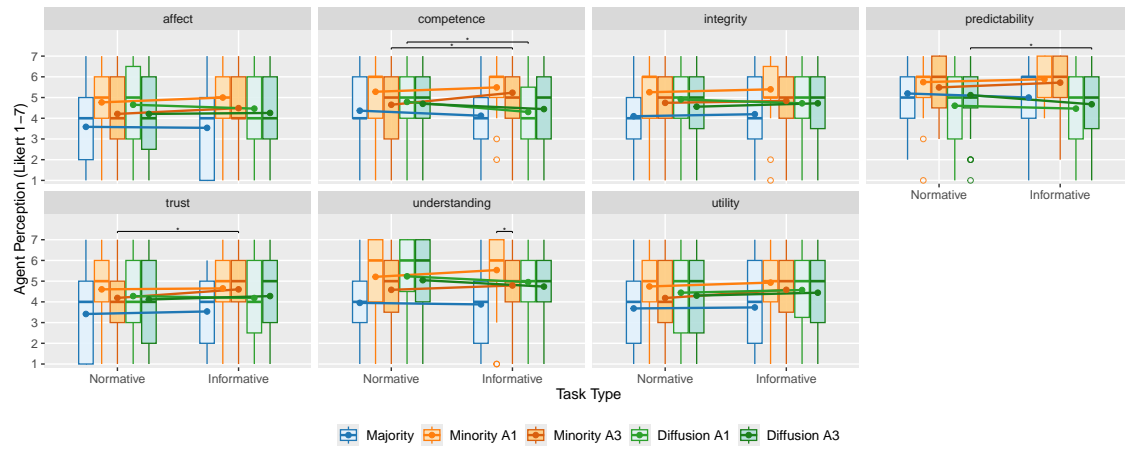 affect
competence
integrity
predictability
*
*
*
7
6
5
4
3
2
1
Normative
Informative
trust
understanding
utility
*
*
7
6
5
4
3
2
1
Normative
Informative
Normative
Informative
Normative
Informative
Agent Perception (Likert 1−7)
Task Type
Majority
Minority A1
Minority A3
Diffusion A1
Diffusion A3